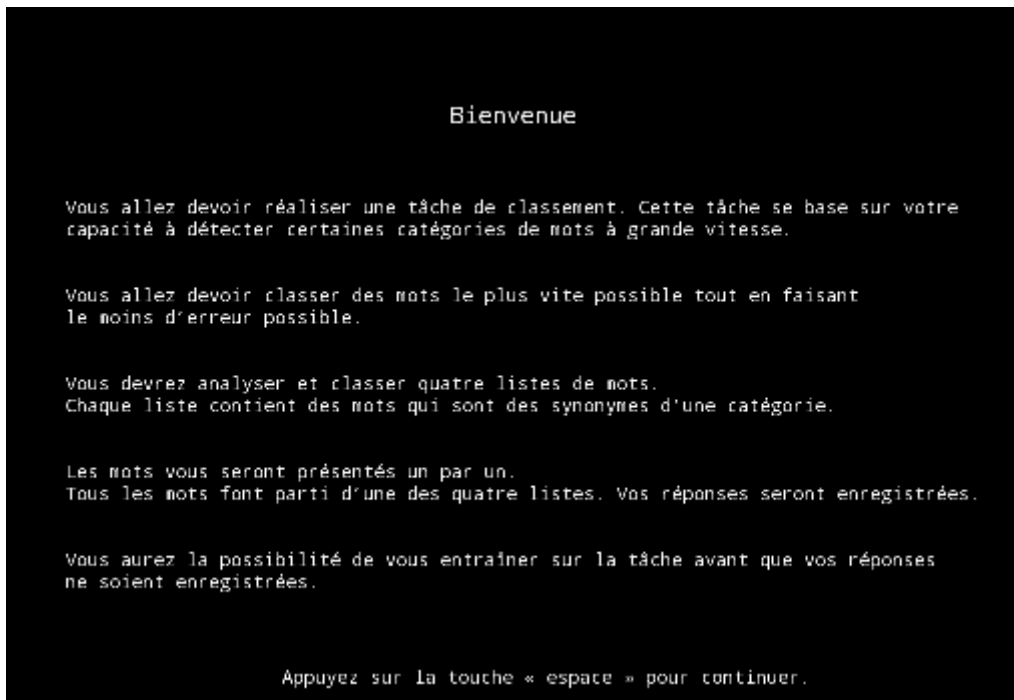 Bienvenue
Vous allez devoir réaliser une tâche de classement. Cette tâche se base sur votre
capacité à détecter certaines catégories de mots à grande vitesse.
Vous allez devoir classer des mots le plus vite possible tout en faisant
le moins d'erreur possible.
Vous devrez analyser et classer quatre listes de mots.
Chaque liste contient des mots qui sont des synonymes d'une catégorie.
Les mots vous seront présentés un par un.
Tous les mots font parti d'une des quatre listes. Vos réponses seront enregistrées.
Vous aurez la possibilité de vous entraîner sur la tâche avant que vos réponses
ne soient enregistrées.
Appuyez sur la touche « espace » pour continuer.